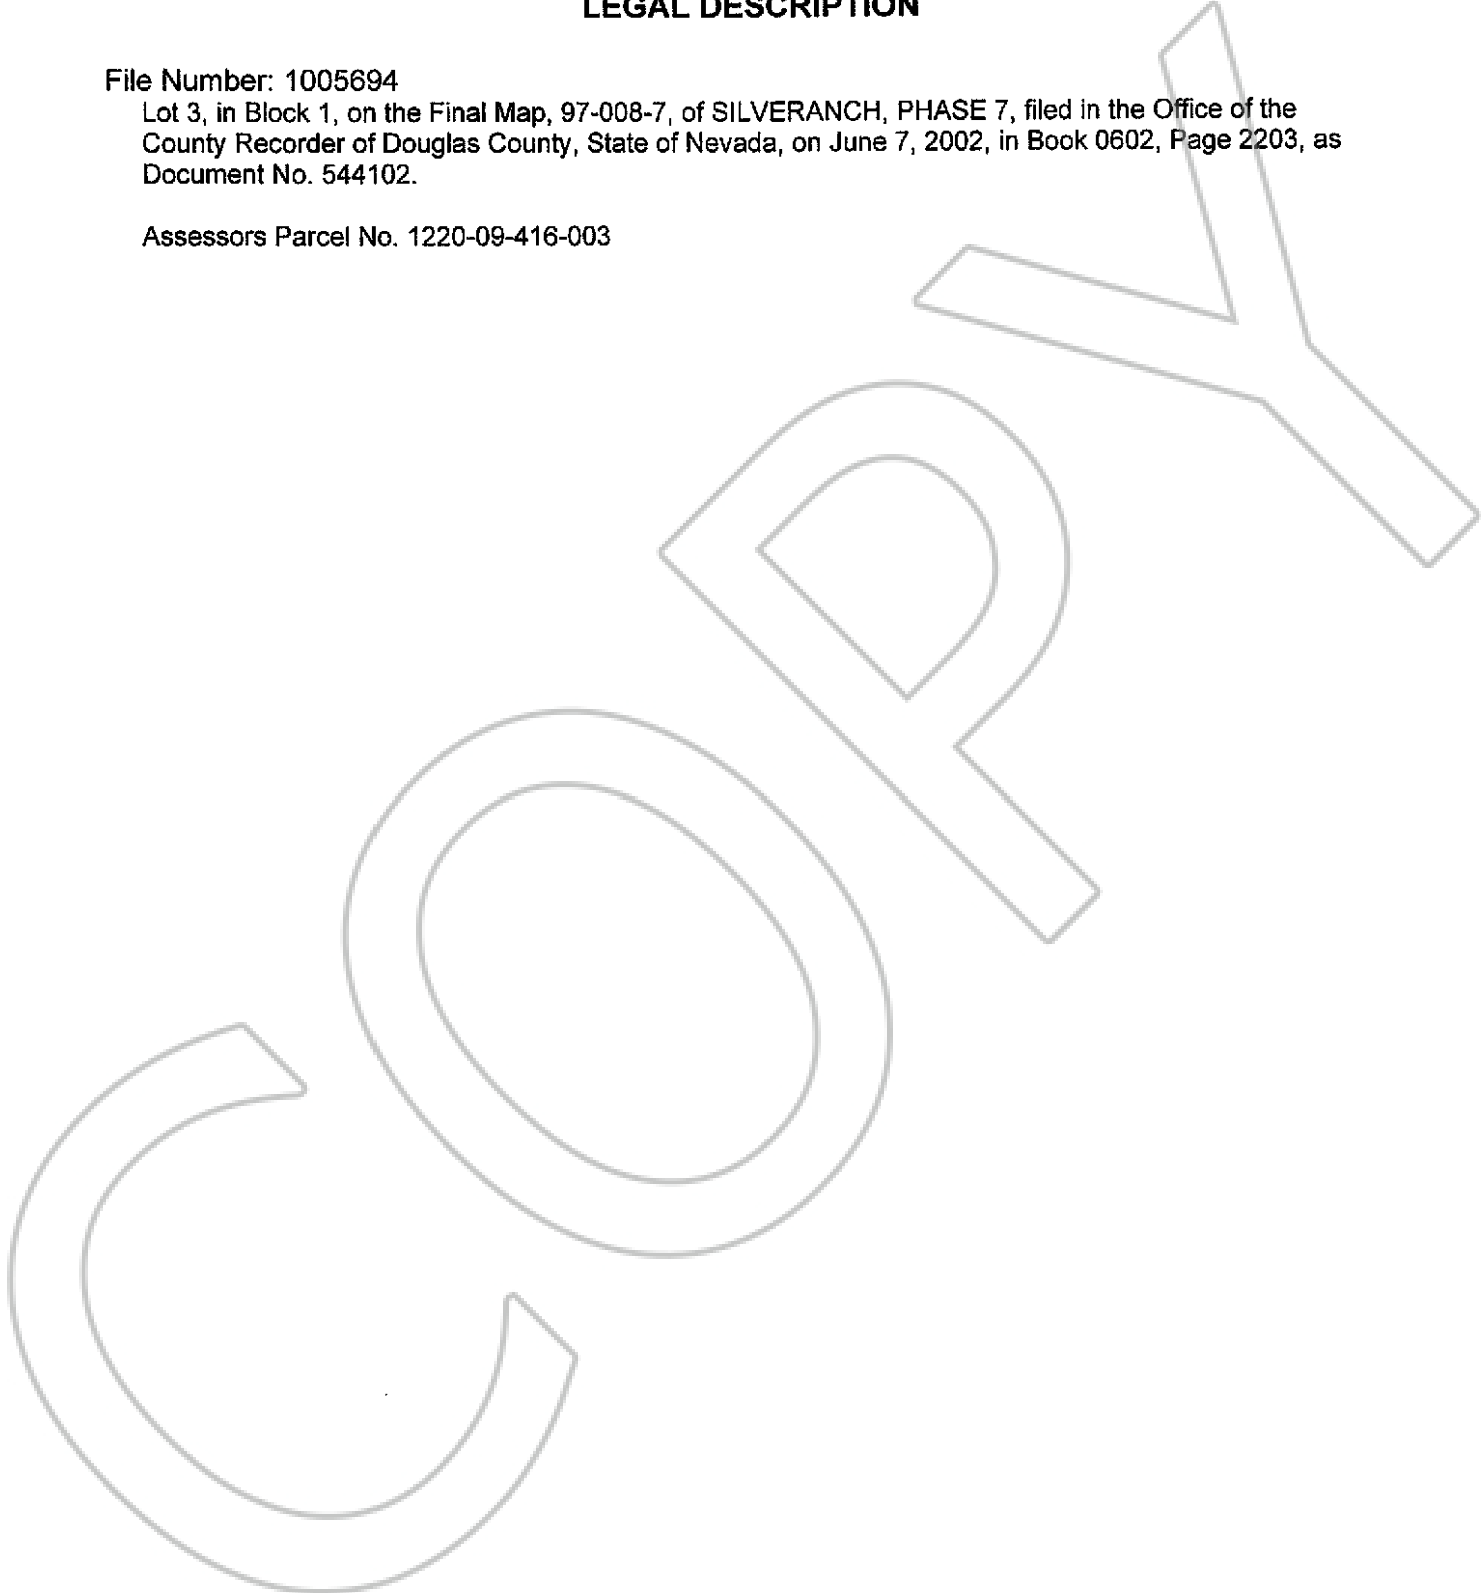 LEGAL DESCRIPTION
File Number: 1005694
Lot 3, in Block 1, on the Final Map, 97-008-7, of SILVERANCH, PHASE 7, filed in the Office of the
County Recorder of Douglas County, State of Nevada, on June 7, 2002, in Book 0602, Page 2203, as
Document No. 544102.
Assessors Parcel No. 1220-09-416-003
COPY